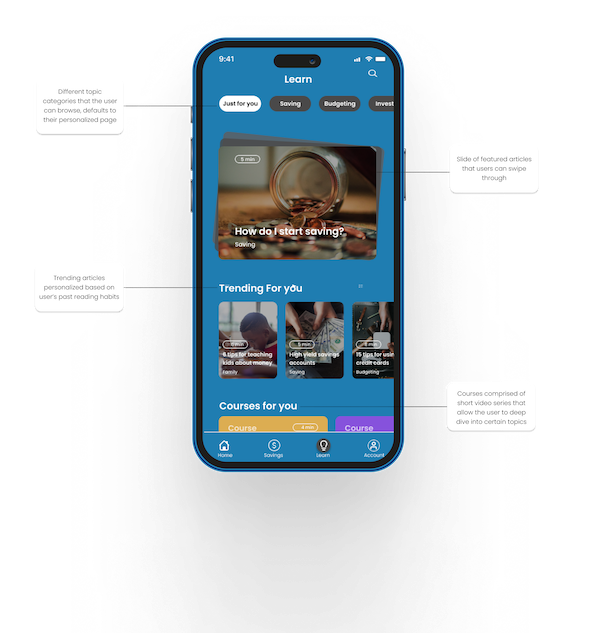 9:41
Learn
Just for you
Saving
Budgeting
Invest
Different topic
categories that the user
can browse, defaults to
their personalized page
6 min
How do I start saving?
Saving
Slide of featured articles
that users can swipe
through
Trending articles
personalized based on
user's past reading habits
Trending For you
6 min
5 tips for teaching
kids about money
Family
5 min
High yield savings
accounts
Saving
8 min
15 tips for usin
credit cards
Budgeting
Courses for you
Courses comprised of
short video series that
allow the user to deep
dive into certain topics
Course
4 min
Course
Home
Savings
Learn
Account